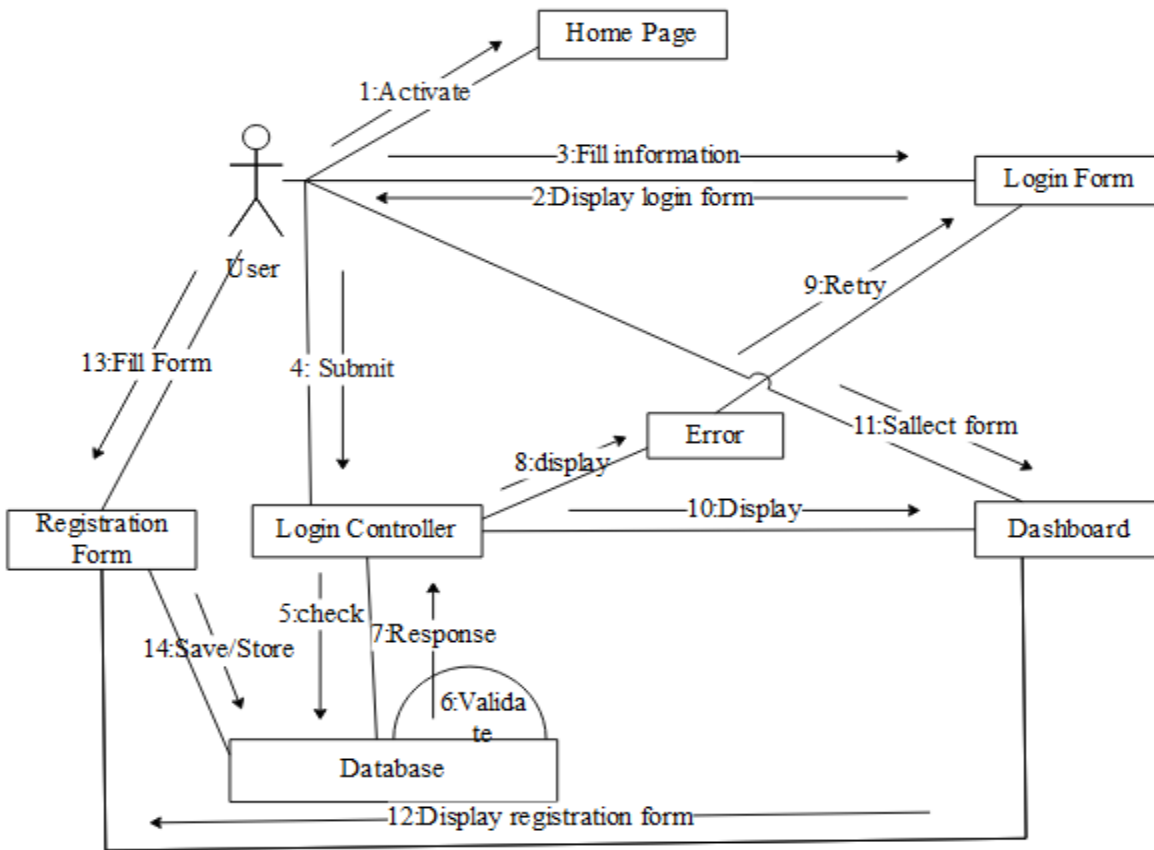 Home Page
1:Activate
3:Fill information
Login Form
2:Display login form
User
9:Retry
13:Fill Form
4: Submit
Error
11:Sallect form
8:display
10:Display
Registration
Form
Login Controller
Dashboard
5:check
7:Response
14:Save/Store
6:Valida
te
Database
12:Display registration form